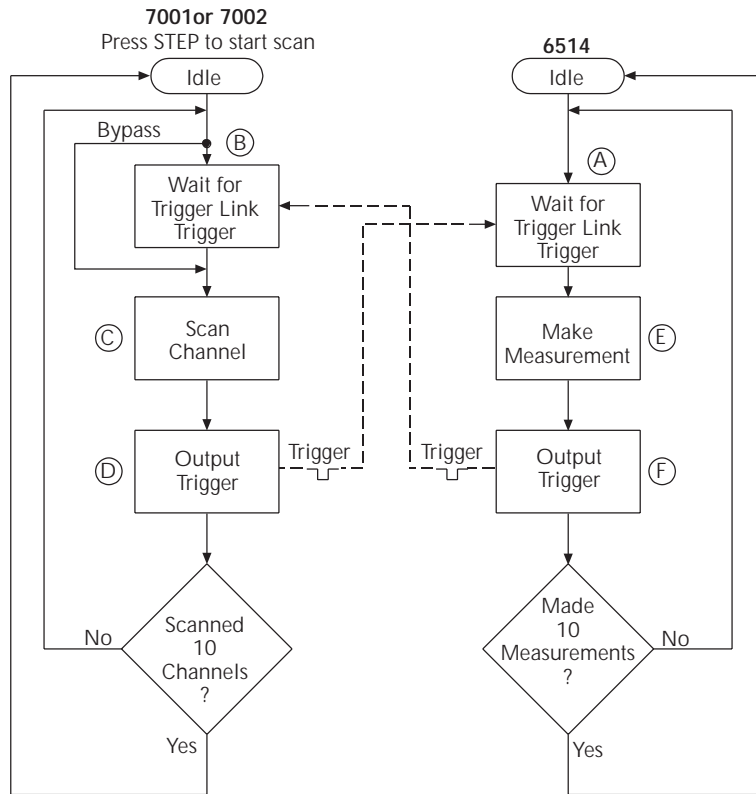 7001or 7002
Press STEP to start scan
Idle
Bypass
B
Wait for
Trigger Link
Trigger
C
Scan
Channel
D
Output
Trigger
Trigger
No
Scanned
10
Channels
?
Yes
6514
Idle
A
Wait for
Trigger Link
Trigger
Make
Measurement
E
Trigger
Output
Trigger
F
Made
10
Measurements
?
No
Yes